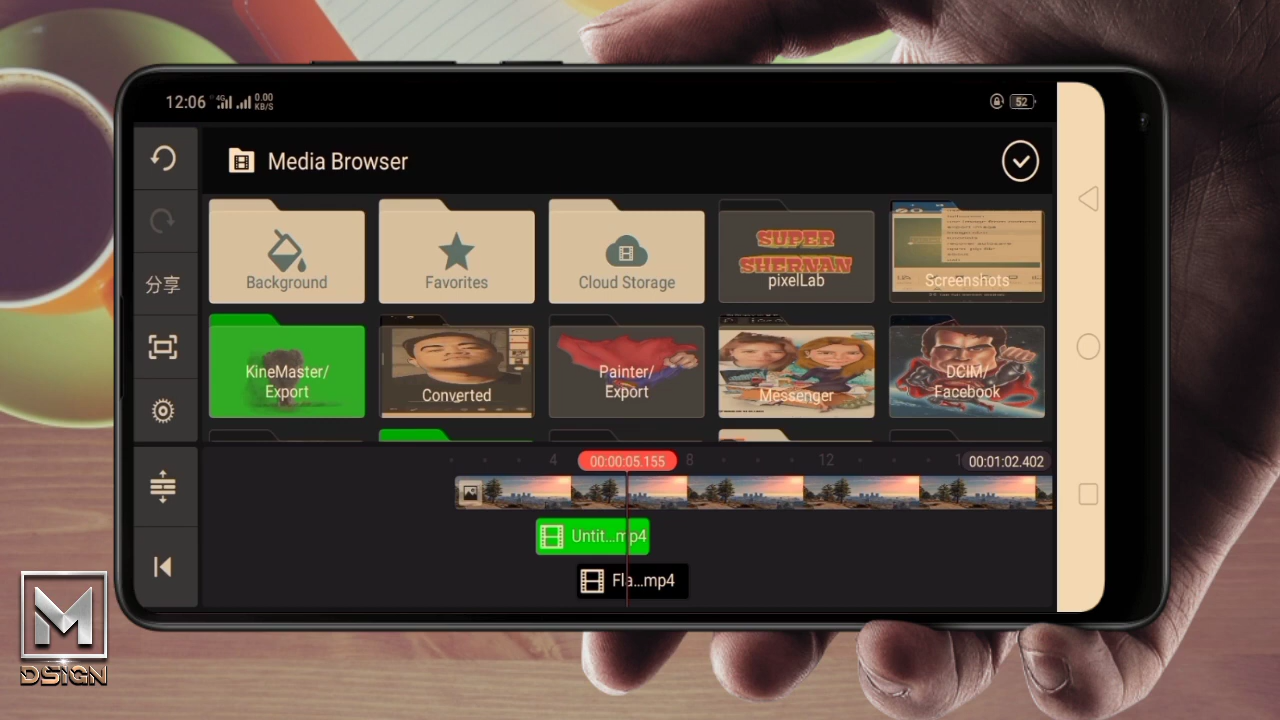 12:06 4G 0.00 KB/S 52
Media Browser
分享
Background
Favorites
Cloud Storage
SUPER
SHERNAN
pixelLab
Screenshots
KineMaster/
Export
Converted
Painter/
Export
Messenger
DCIM/
Facebook
4
00:00:05.155
8
12
00:01:02.402
Untit...mp4
Fla...mp4
M
DSIGN